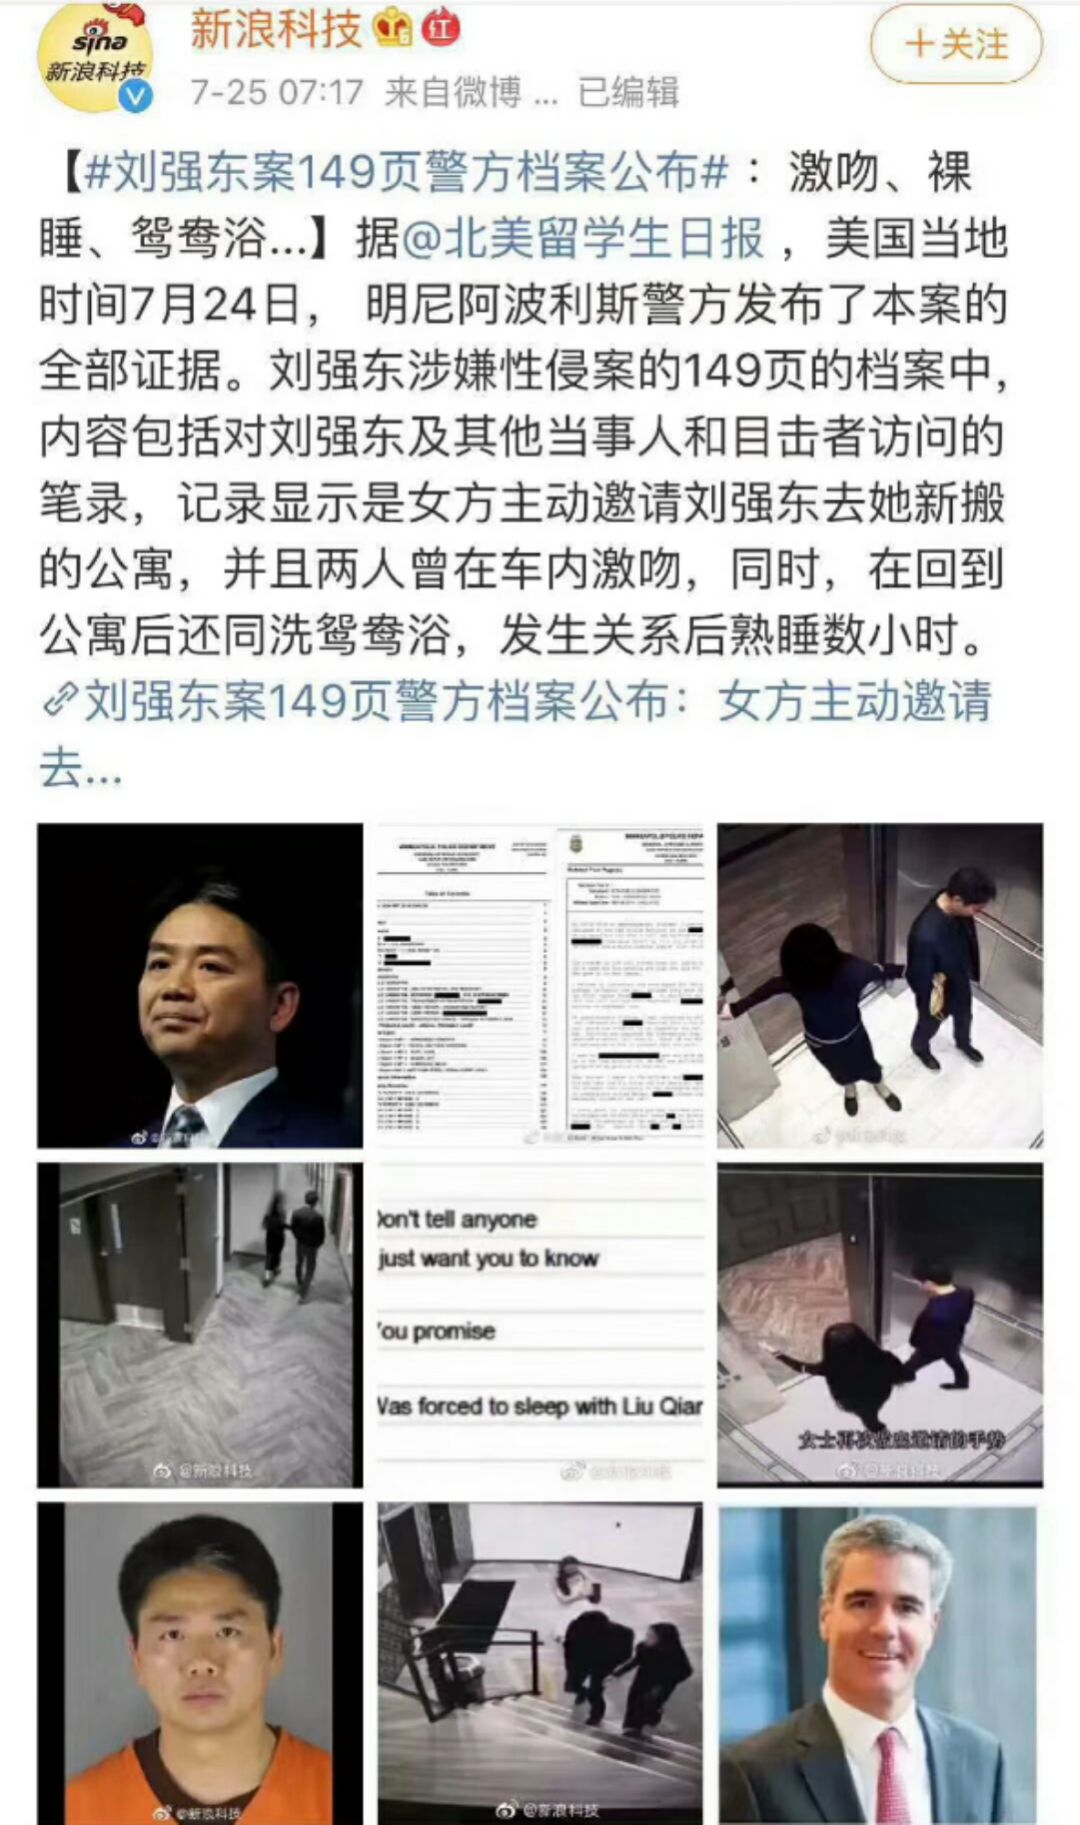 sina
新浪科技
新浪科技 红
+关注
7-25 07:17 来自微博 ... 已编辑
【#刘强东案149页警方档案公布#：激吻、裸
睡、鸳鸯浴...】据@北美留学生日报，美国当地
时间7月24日， 明尼阿波利斯警方发布了本案的
全部证据。刘强东涉嫌性侵案的149页的档案中，
内容包括对刘强东及其他当事人和目击者访问的
笔录，记录显示是女方主动邀请刘强东去她新搬
的公寓，并且两人曾在车内激吻，同时，在回到
公寓后还同洗鸳鸯浴，发生关系后熟睡数小时。
刘强东案149页警方档案公布：女方主动邀请
去...
MINNEAPOLIS POLICE DEPARTMENT
Table of Contents
on't tell anyone
just want you to know
ou promise
Was forced to sleep with Liu Qian
女士再次做出邀请的手势
@新浪科技
@新浪科技
@新浪科技
@新浪科技